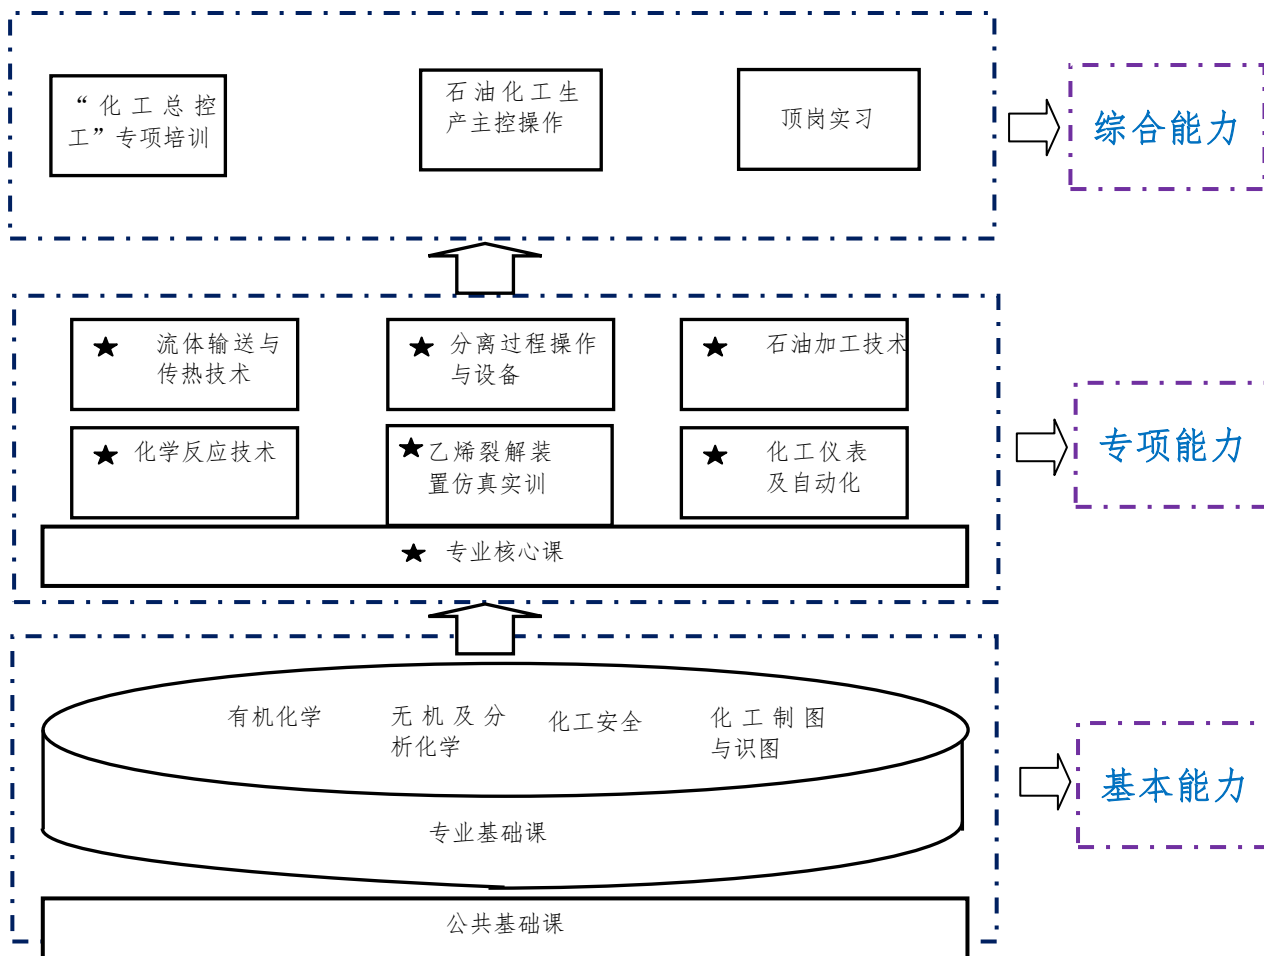 “化工总控
工”专项培训
石油化工生
产主控操作
顶岗实习
综合能力
★ 流体输送与
传热技术
★ 分离过程操作
与设备
★ 石油加工技术
★ 化学反应技术
★ 乙烯裂解装
置仿真实训
★ 化工仪表
及自动化
★ 专业核心课
专项能力
有机化学
无机及分
析化学
化工安全
化工制图
与识图
专业基础课
公共基础课
基本能力